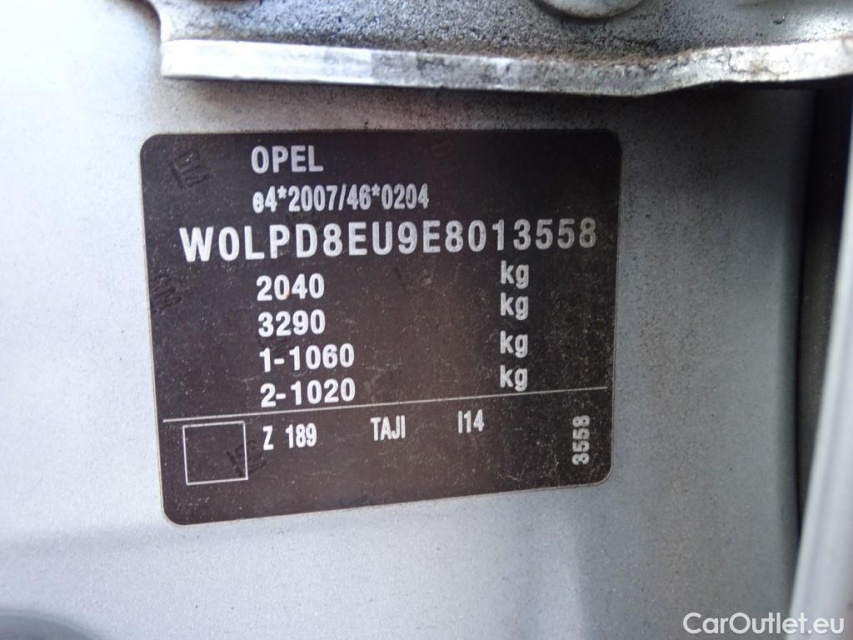 OPEL
e4*2007/46*0204
W0LPD8EU9E8013558
2040 kg
3290 kg
1-1060 kg
2-1020 kg
Z 189 TAJI I14
3558
CarOutlet.eu